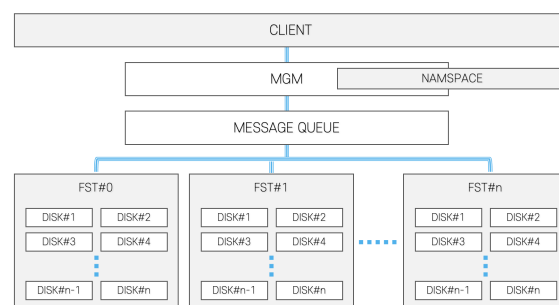 CLIENT
MGM
NAMSPACE
MESSAGE QUEUE
FST#0 FST#1 FST#n
DISK#1 DISK#2 DISK#1 DISK#2 DISK#1 DISK#2
DISK#3 DISK#4 DISK#3 DISK#4 DISK#3 DISK#4
DISK#n-1 DISK#n DISK#n-1 DISK#n DISK#n-1 DISK#n